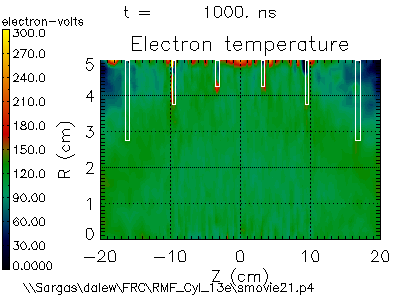 t =     1000. ns
electron-volts
Electron temperature
300.0
270.0
240.0
210.0
180.0
150.0
120.0
90.00
60.00
30.00
0.0000
R (cm)
5
4
3
2
1
0
-20 -10 0 10 20
Z (cm)
\\Sargas\dalew\FRC\RMF_Cyl_13e\smovie21.p4